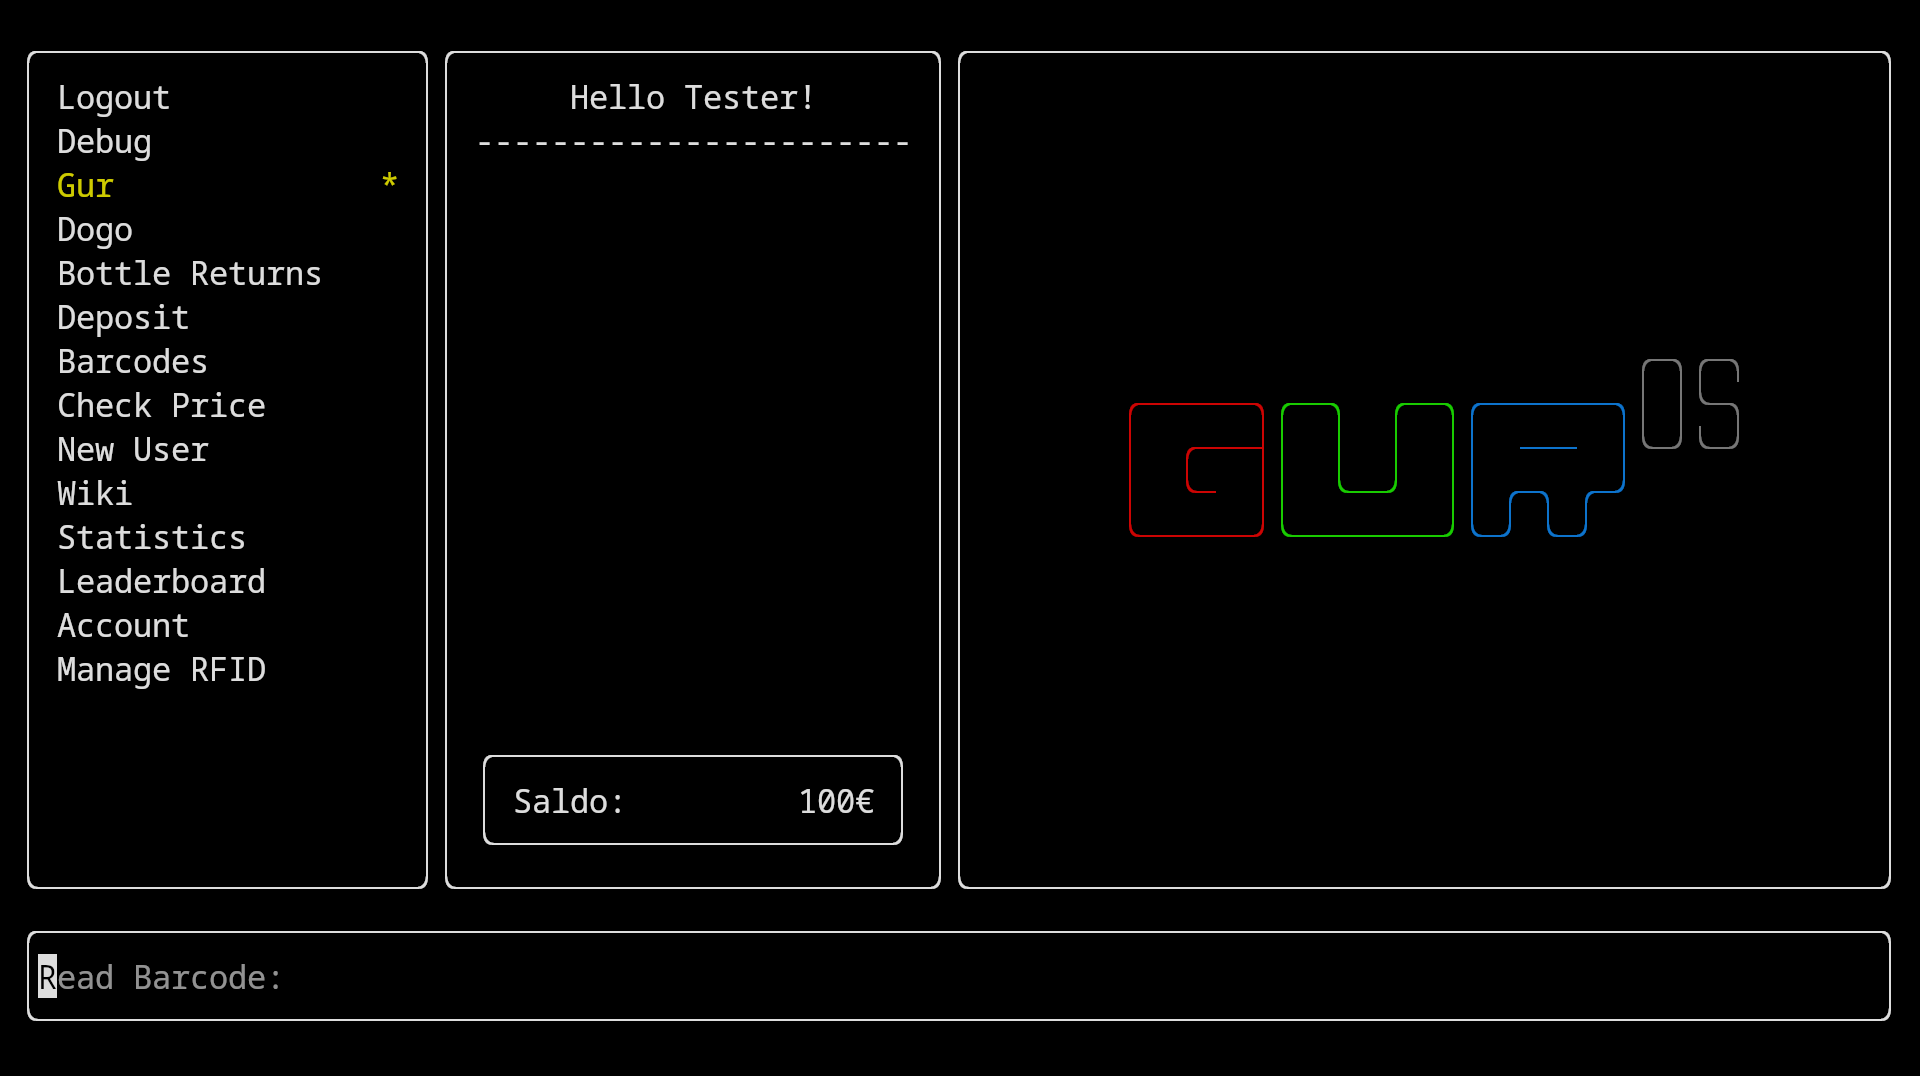 Logout
Debug
Gur *
Dogo
Bottle Returns
Deposit
Barcodes
Check Price
New User
Wiki
Statistics
Leaderboard
Account
Manage RFID
Hello Tester!
-----------------------
Saldo: 100€
GUR OS
Read Barcode: